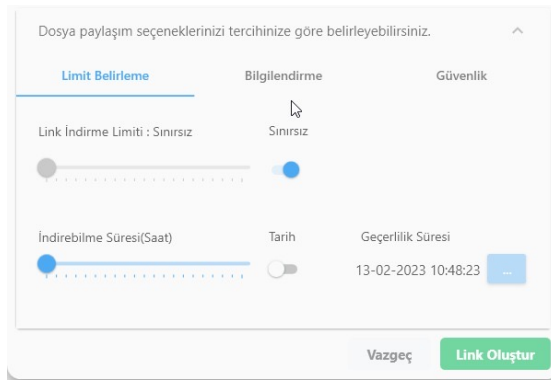 Dosya paylaşım seçeneklerinizi tercihinize göre belirleyebilirsiniz.
Limit Belirleme Bilgilendirme Güvenlik
Link İndirme Limiti : Sınırsız Sınırsız
İndirebilme Süresi(Saat) Tarih Geçerlilik Süresi
13-02-2023 10:48:23 ...
Vazgeç Link Oluştur